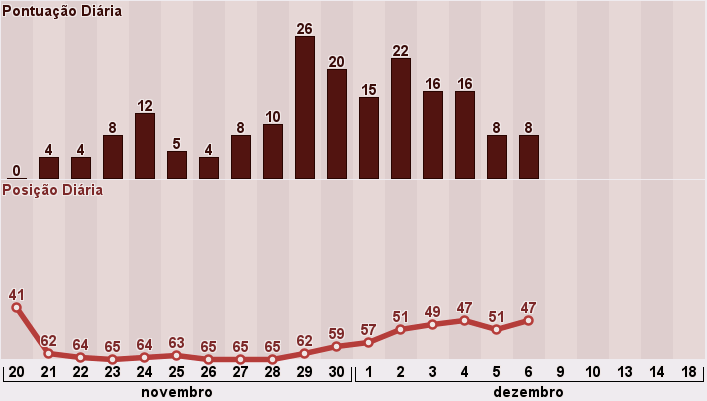 Pontuação Diária
0 4 4 8 12 5 4 8 10 26 20 15 22 16 16 8 8
Posição Diária
41 62 64 65 64 63 65 65 65 62 59 57 51 49 47 51 47
20 21 22 23 24 25 26 27 28 29 30 1 2 3 4 5 6 9 10 13 14 18
novembro dezembro